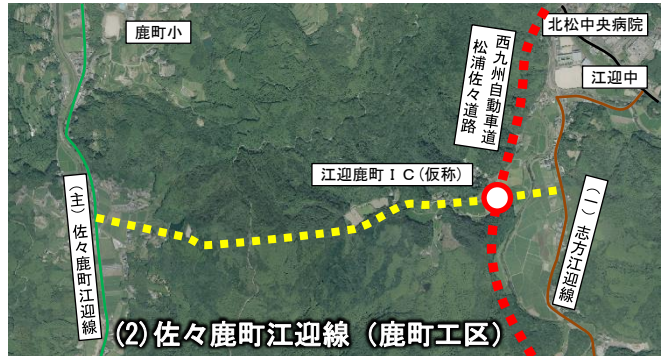 鹿町小
北松中央病院
江迎中
西九州自動車道
松浦佐々道路
江迎鹿町IC(仮称)
(主)佐々鹿町江迎線
(一)志方江迎線
(2)佐々鹿町江迎線(鹿町工区)